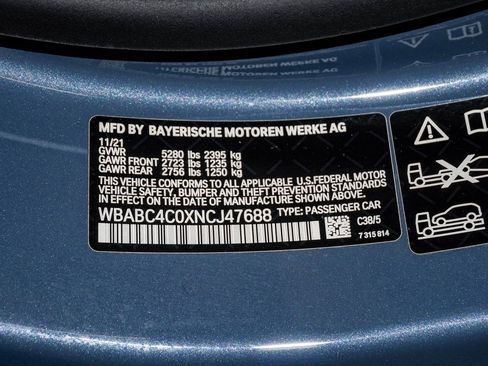 MFD BY BAYERISCHE MOTOREN WERKE AG
11/21
GVWR 5280 lbs 2395 kg
GAWR FRONT 2723 lbs 1235 kg
GAWR REAR 2756 lbs 1250 kg
THIS VEHICLE CONFORMS TO ALL APPLICABLE U.S.FEDERAL MOTOR
VEHICLE SAFETY, BUMPER, AND THEFT PREVENTION STANDARDS
IN EFFECT ON THE DATE OF MANUFACTURE SHOWN ABOVE.
WBABC4C0XNCJ47688 TYPE: PASSENGER CAR
C38/5
7 315 814